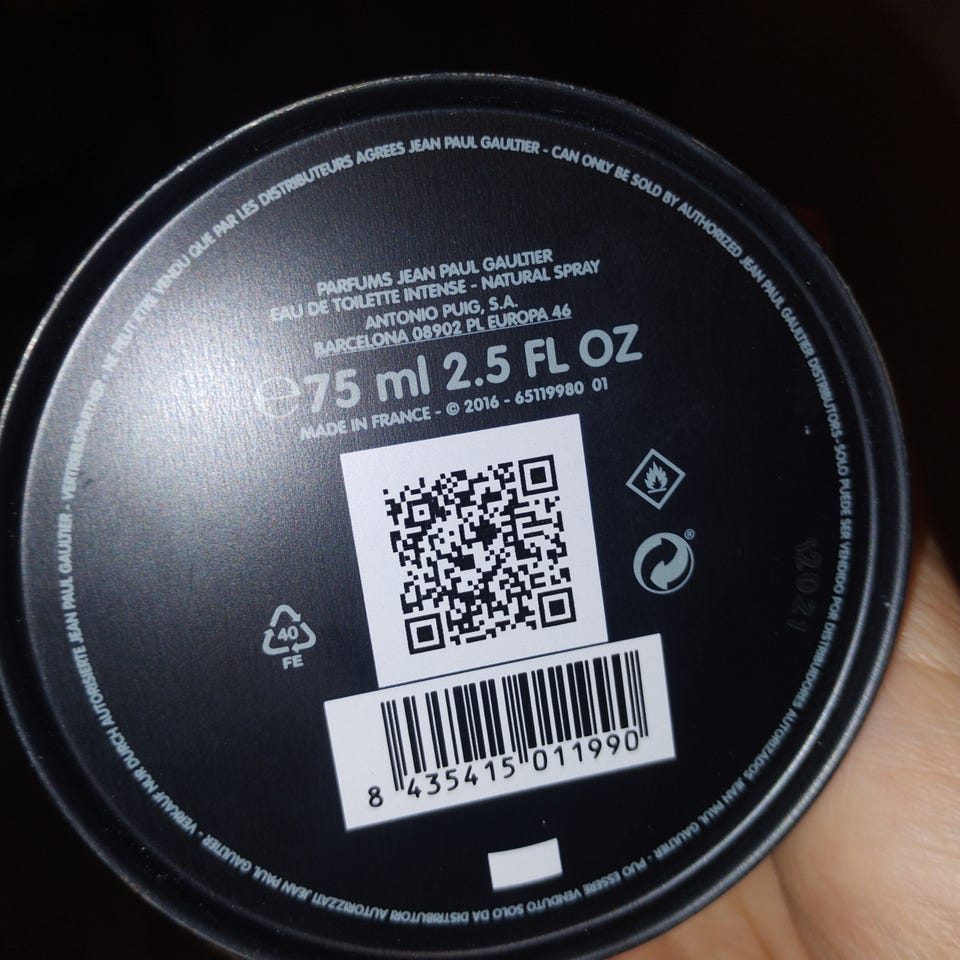 NE PEUT ETRE VENDU QUE PAR LES DISTRIBUTEURS AGREES JEAN PAUL GAULTIER - CAN ONLY BE SOLD BY AUTHORIZED JEAN PAUL GAULTIER DISTRIBUTORS - SOLO PUEDE SER VENDIDO POR DISTRIBUIDORES AUTORIZADOS JEAN PAUL GAULTIER - PUO ESSERE VENDUTO SOLO DA DISTRIBUTORI AUTORIZZATI JEAN PAUL GAULTIER - VERKAUF NUR DURCH AUTORISIERTE JEAN PAUL GAULTIER -
PARFUMS JEAN PAUL GAULTIER
EAU DE TOILETTE INTENSE - NATURAL SPRAY
ANTONIO PUIG, S.A.
BARCELONA 08902 PL EUROPA 46
℮75 ml 2.5 FL OZ
MADE IN FRANCE - © 2016 - 65119980 01
®
12021
40
FE
8 435415 011990